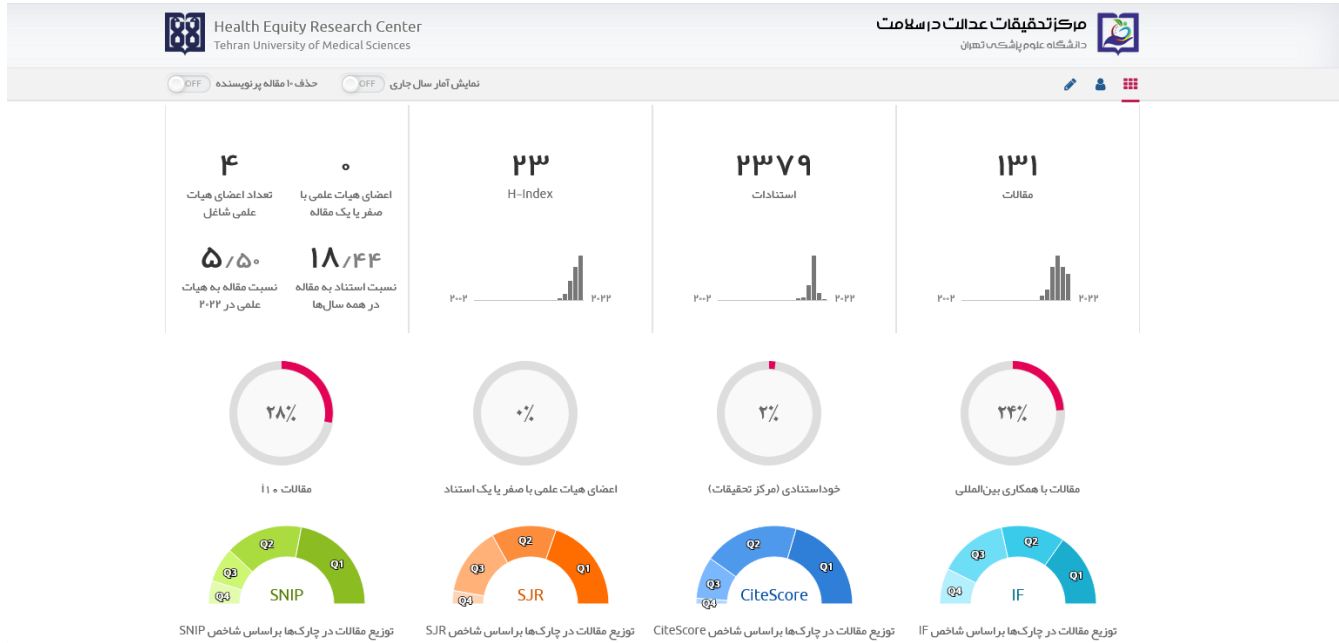 Health Equity Research Center
Tehran University of Medical Sciences
مرکز تحقیقات عدالت در سلامت
دانشگاه علوم پزشکی تهران
نمایش آمار سال جاری OFF
حذف ۱۰ مقاله پر نویسنده OFF
۱۳۱
مقالات
۲۰۰۲
۲۰۲۲
۲۳۷۹
استنادات
۲۰۰۲
۲۰۲۲
۲۳
H-Index
۲۰۰۲
۲۰۲۲
۰
اعضای هیات علمی با
صفر یا یک مقاله
۴
تعداد اعضای هیات
علمی شاغل
۱۸/۴۴
نسبت استناد به مقاله
در همه سال‌ها
۵/۵۰
نسبت مقاله به هیات
علمی در ۲۰۲۲
۲۴%
مقالات با همکاری بین‌المللی
۲%
خوداستنادی (مرکز تحقیقات)
۰%
اعضای هیات علمی با صفر یا یک استناد
۲۸%
مقالات i۱۰
Q1
Q2
Q3
Q4
IF
توزیع مقالات در چارک‌ها براساس شاخص IF
Q1
Q2
Q3
Q4
CiteScore
توزیع مقالات در چارک‌ها براساس شاخص CiteScore
Q1
Q2
Q3
Q4
SJR
توزیع مقالات در چارک‌ها براساس شاخص SJR
Q1
Q2
Q3
Q4
SNIP
توزیع مقالات در چارک‌ها براساس شاخص SNIP